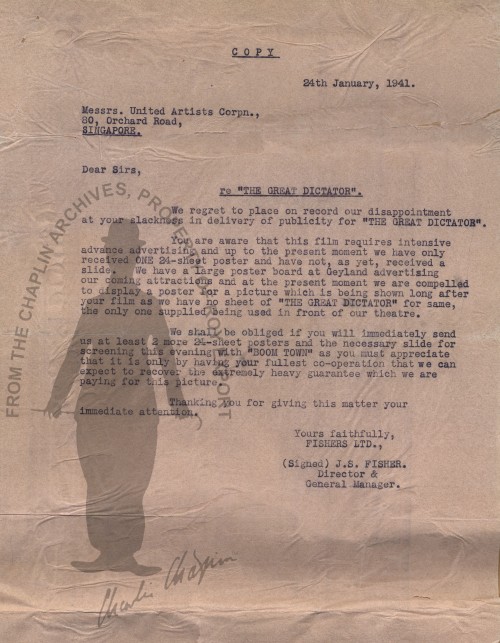 COPY
24th January, 1941.
Messrs. United Artists Corpn.,
80, Orchard Road,
SINGAPORE.
Dear Sirs,
re "THE GREAT DICTATOR".
We regret to place on record our disappointment
at your slackness in delivery of publicity for "THE GREAT DICTATOR".
You are aware that this film requires intensive
advance advertising and up to the present moment we have only
received ONE 24-sheet poster and have not, as yet, received a
slide. We have a large poster board at Geyland advertising
our coming attractions and at the present moment we are compelled
to display a poster for a picture which is being shown long after
your film as we have no sheet of "THE GREAT DICTATOR" for same,
the only one supplied being used in front of our theatre.
We shall be obliged if you will immediately send
us at least 2 more 24-sheet posters and the necessary slide for
screening this evening with "BOOM TOWN" as you must appreciate
that it is only by having your fullest co-operation that we can
expect to recover the extremely heavy guarantee which we are
paying for this picture.
Thanking you for giving this matter your
immediate attention.
Yours faithfully,
FISHERS LTD.,
(Signed) J.S. FISHER.
Director &
General Manager.
FROM THE CHAPLIN ARCHIVES, PRO
ORT
Charlie Chaplin